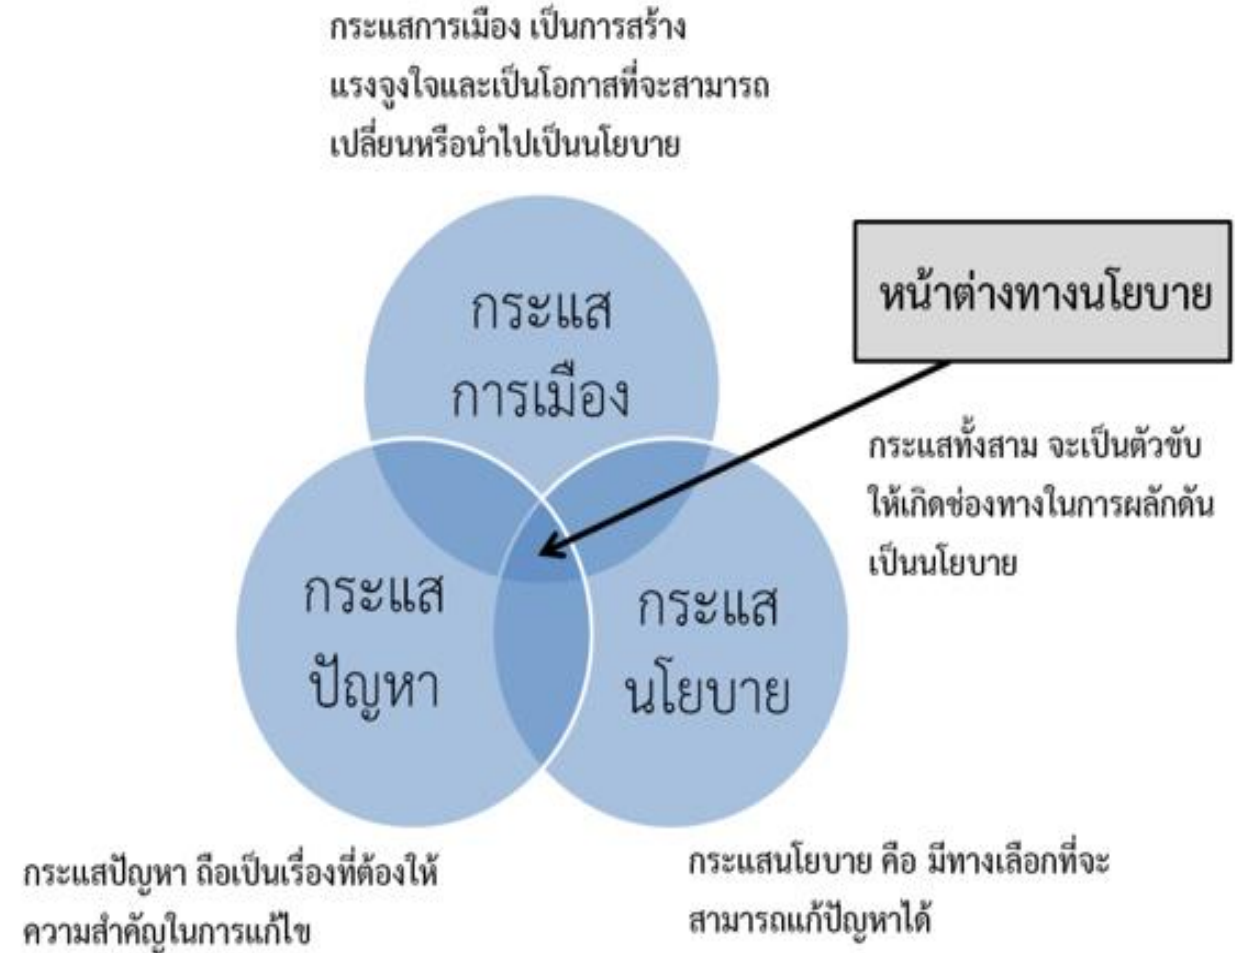 กระแสการเมือง เป็นการสร้าง
แรงจูงใจและเป็นโอกาสที่จะสามารถ
เปลี่ยนหรือนำไปเป็นนโยบาย
กระแส
การเมือง
หน้าต่างทางนโยบาย
กระแสทั้งสาม จะเป็นตัวขับ
ให้เกิดช่องทางในการผลักดัน
เป็นนโยบาย
กระแส
ปัญหา
กระแส
นโยบาย
กระแสปัญหา ถือเป็นเรื่องที่ต้องให้
ความสำคัญในการแก้ไข
กระแสนโยบาย คือ มีทางเลือกที่จะ
สามารถแก้ปัญหาได้